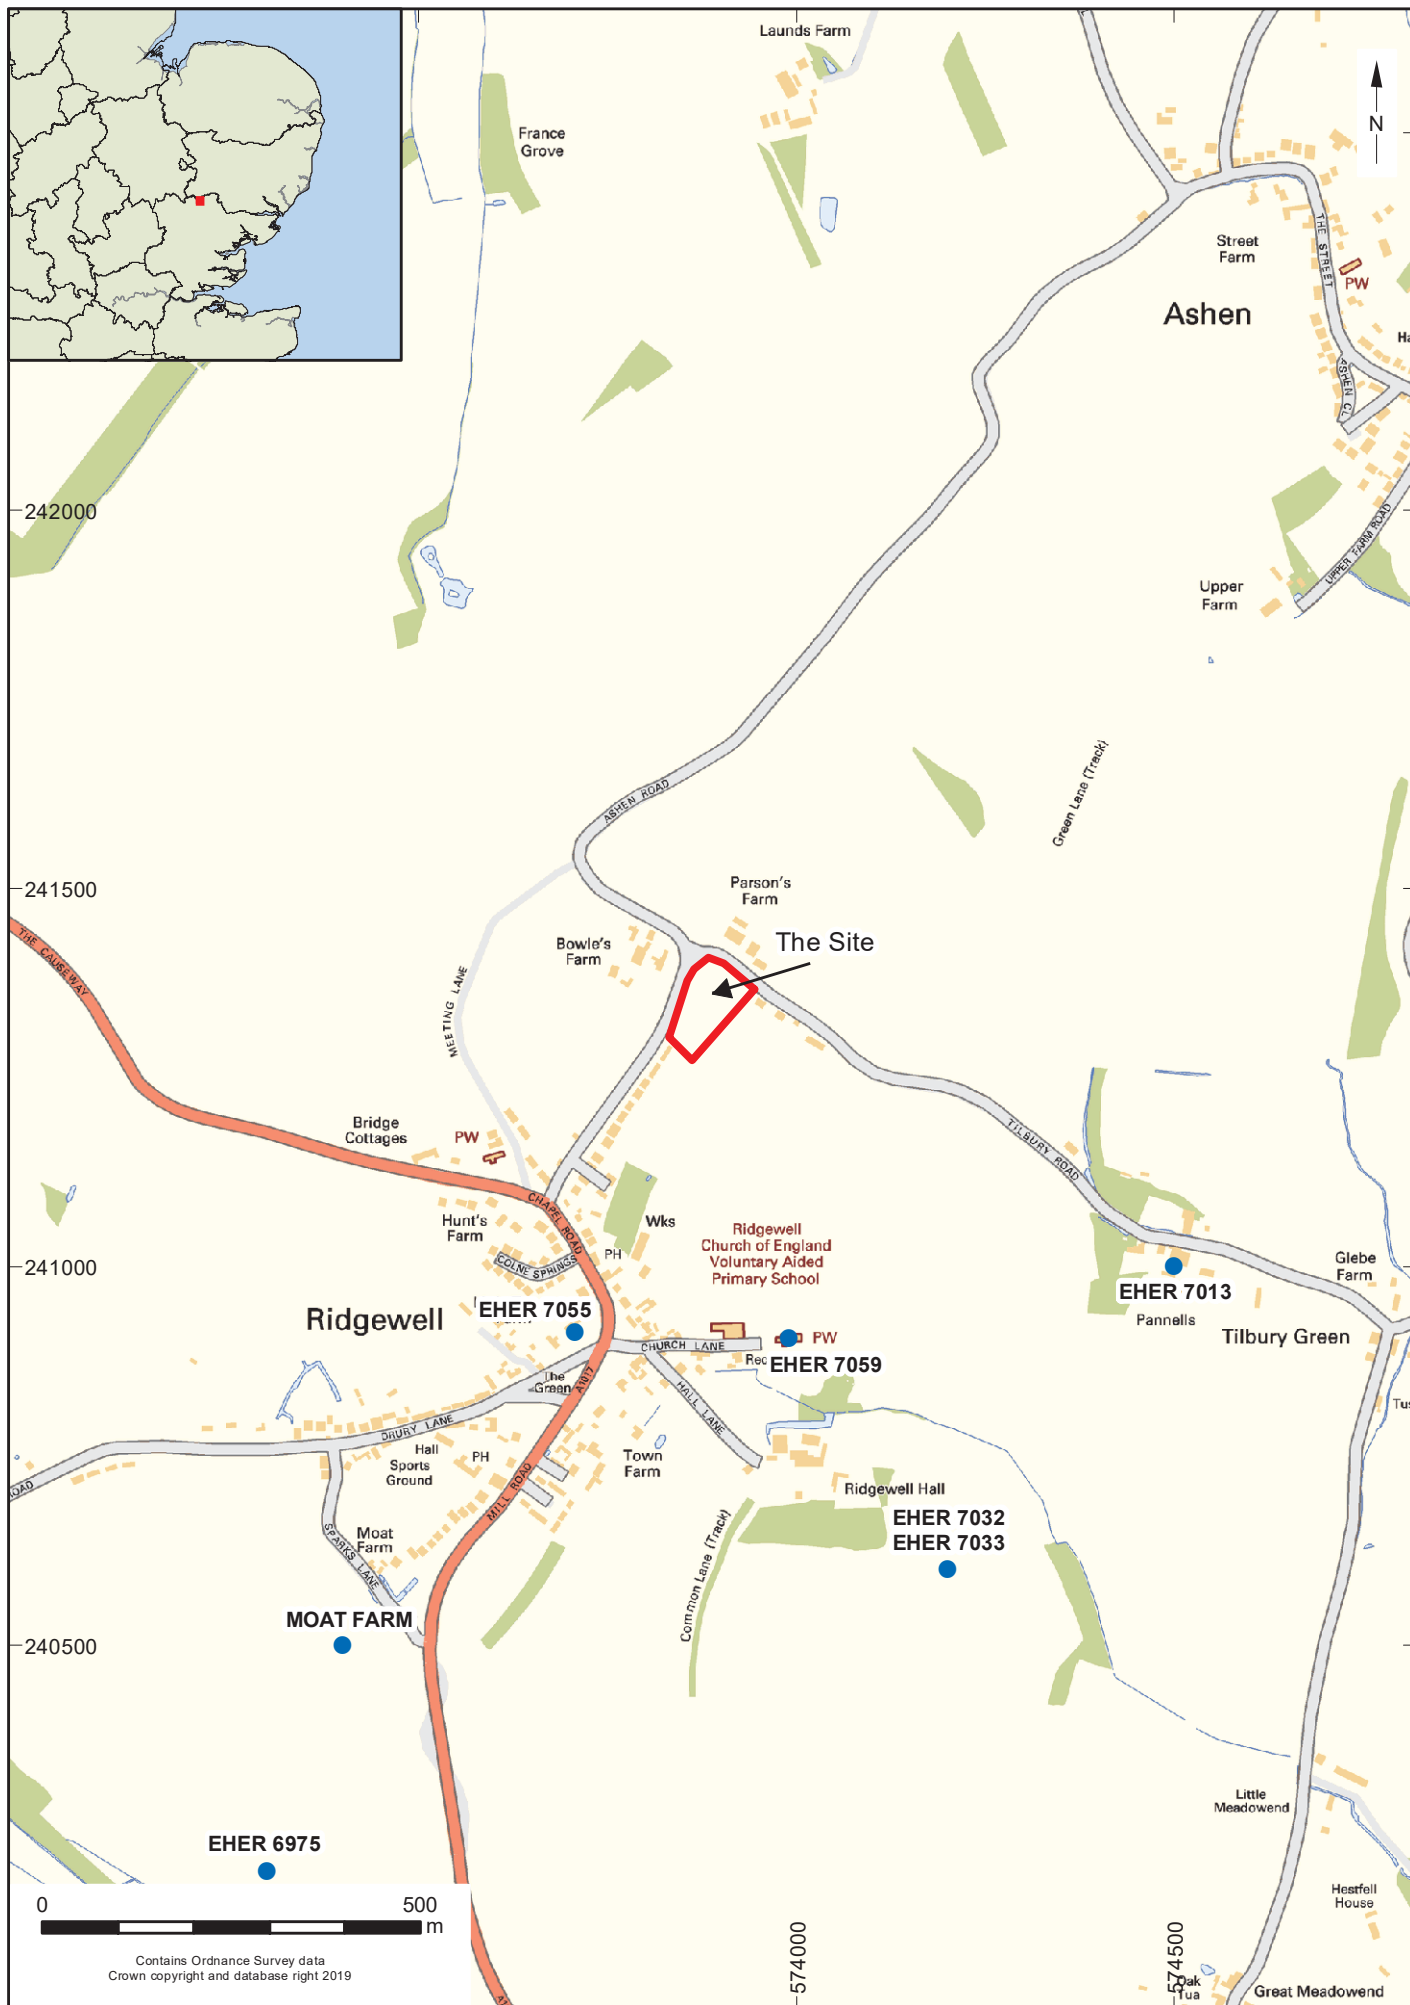 Launds Farm
France
Grove
N
Street
Farm
THE STREET
PW
Ashen
ASHEN CL
242000
UPPER FARM ROAD
Upper
Farm
Green Lane (Track)
ASHEN ROAD
241500
Parson's
Farm
The Site
Bowle's
Farm
THE CAUSEWAY
MEETING LANE
Bridge
Cottages
PW
TILBURY ROAD
CHAPEL ROAD
Hunt's
Farm
Wks
PH
COLNE SPRINGS
Ridgewell
Church of England
Voluntary Aided
Primary School
241000
Glebe
Farm
EHER 7013
Pannells
Tilbury Green
EHER 7055
Ridgewell
PW
CHURCH LANE
EHER 7059
The
Green
A1017
HALL LANE
DRURY LANE
Hall
Sports
Ground
PH
Town
Farm
OAD
MILL ROAD
Ridgewell Hall
EHER 7032
EHER 7033
Moat
Farm
SPARKS LANE
Common Lane (Track)
MOAT FARM
240500
Little
Meadowend
EHER 6975
Hestfell
House
0
500
m
574000
574500
Contains Ordnance Survey data
Crown copyright and database right 2019
Oak
Great Meadowend